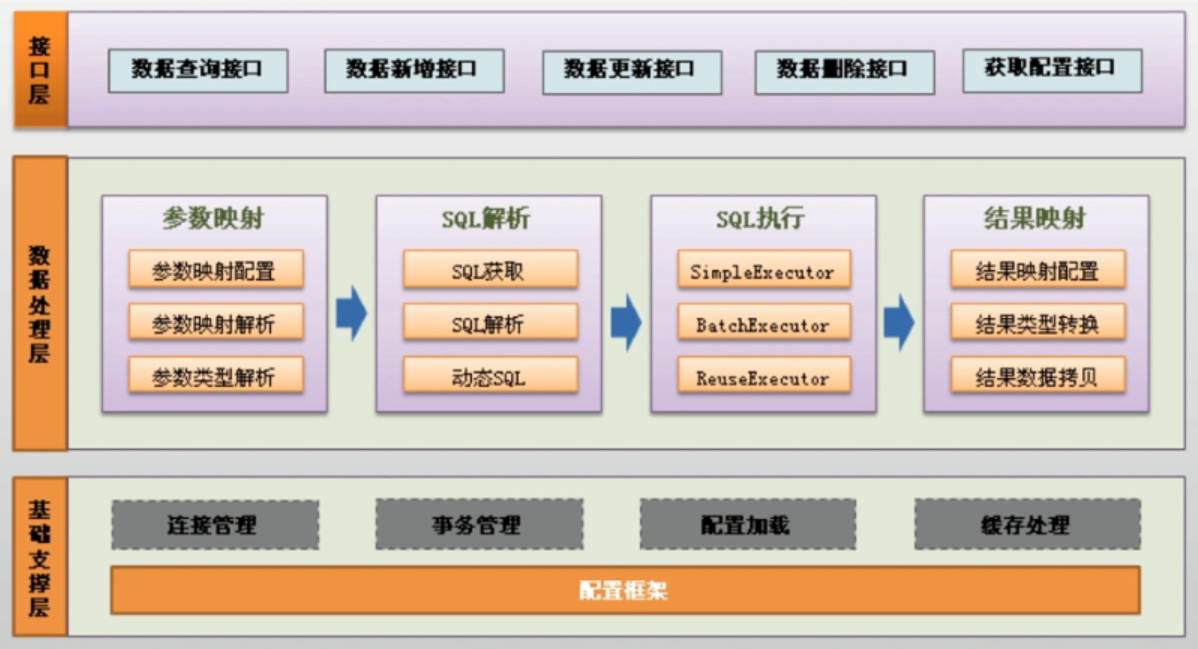 接口层
数据查询接口
数据新增接口
数据更新接口
数据删除接口
获取配置接口
数据处理层
参数映射
参数映射配置
参数映射解析
参数类型解析
SQL解析
SQL获取
SQL解析
动态SQL
SQL执行
SimpleExecutor
BatchExecutor
ReuseExecutor
结果映射
结果映射配置
结果类型转换
结果数据拷贝
基础支撑层
连接管理
事务管理
配置加载
缓存处理
配置框架